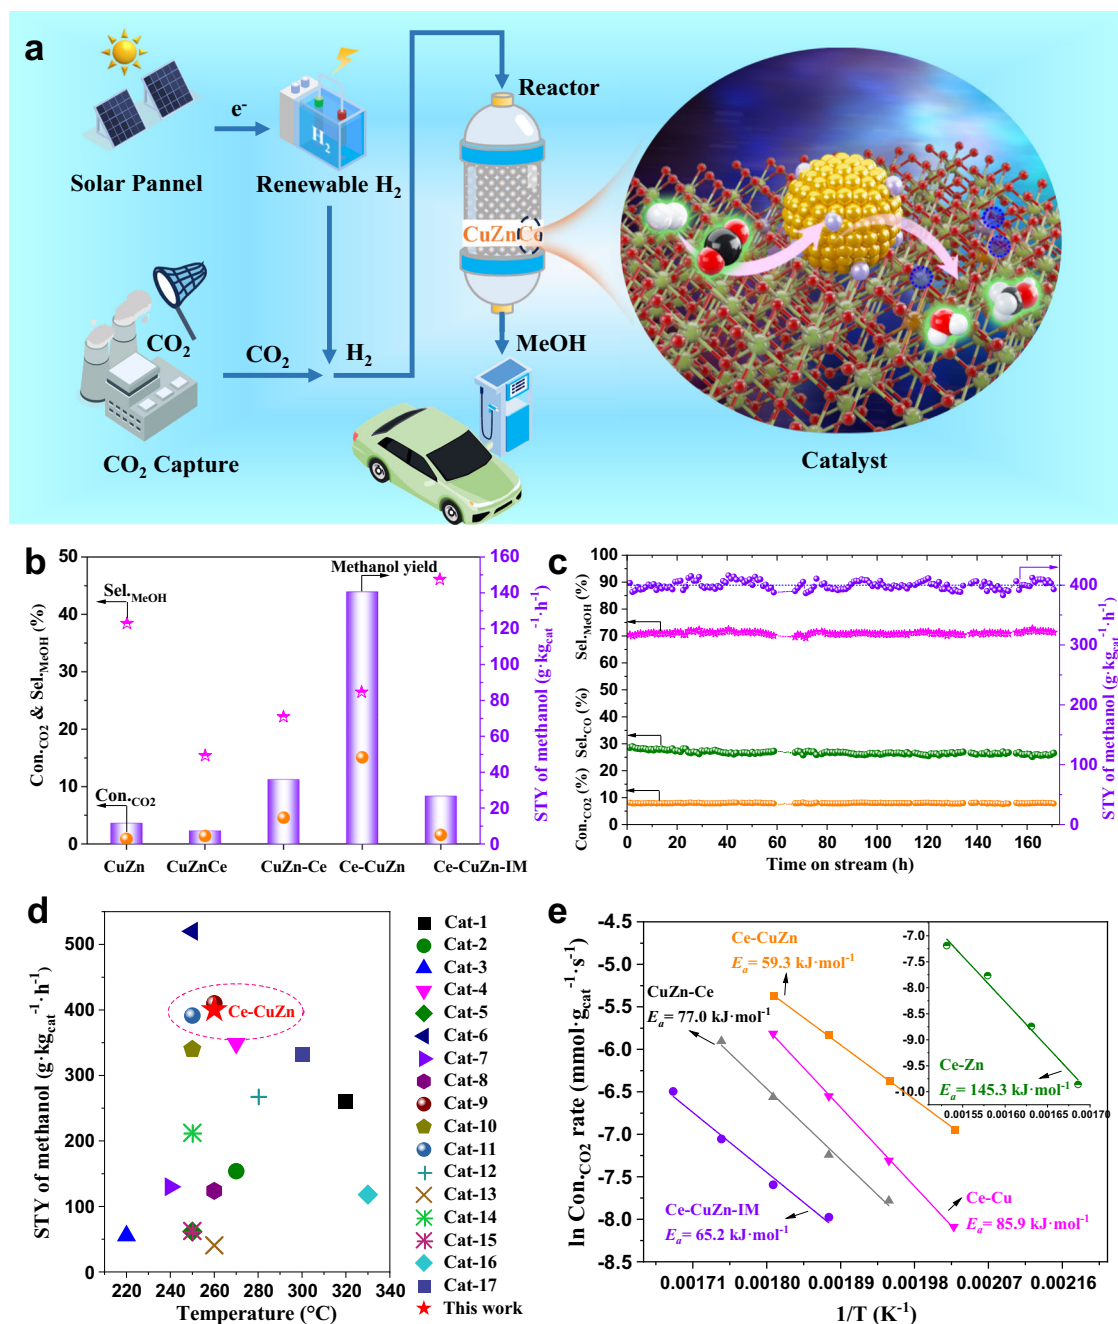 a
Solar Pannel
e-
H2
Renewable H2
CO2
CO2 Capture
CO2
H2
Reactor
CuZnCe
MeOH
Catalyst
b
Con.CO2 & Sel.MeOH (%)
50
40
30
20
10
0
Sel.MeOH
Con.CO2
Methanol yield
160
140
120
100
80
60
40
20
0
STY of methanol (g·kgcat-1·h-1)
CuZn CuZnCe CuZn-Ce Ce-CuZn Ce-CuZn-IM
c
Con.CO2 (%) Sel.CO (%) Sel.MeOH (%)
100
90
80
70
60
50
40
30
20
10
0
400
300
200
100
0
STY of methanol (g·kgcat-1·h-1)
0 20 40 60 80 100 120 140 160
Time on stream (h)
d
STY of methanol (g·kgcat-1·h-1)
500
400
300
200
100
0
Ce-CuZn
220 240 260 280 300 320 340
Temperature (°C)
Cat-1
Cat-2
Cat-3
Cat-4
Cat-5
Cat-6
Cat-7
Cat-8
Cat-9
Cat-10
Cat-11
Cat-12
Cat-13
Cat-14
Cat-15
Cat-16
Cat-17
This work
e
ln Con.CO2 rate (mmol·gcat-1·s-1)
-4.5
-5.0
-5.5
-6.0
-6.5
-7.0
-7.5
-8.0
-8.5
Ce-CuZn
Ea= 59.3 kJ·mol-1
CuZn-Ce
Ea= 77.0 kJ·mol-1
Ce-CuZn-IM
Ea= 65.2 kJ·mol-1
Ce-Cu
Ea= 85.9 kJ·mol-1
-7.0
-7.5
-8.0
-8.5
-9.0
-9.5
-10.0
Ce-Zn
Ea= 145.3 kJ·mol-1
0.00155 0.00160 0.00165 0.00170
0.00171 0.00180 0.00189 0.00198 0.00207 0.00216
1/T (K-1)